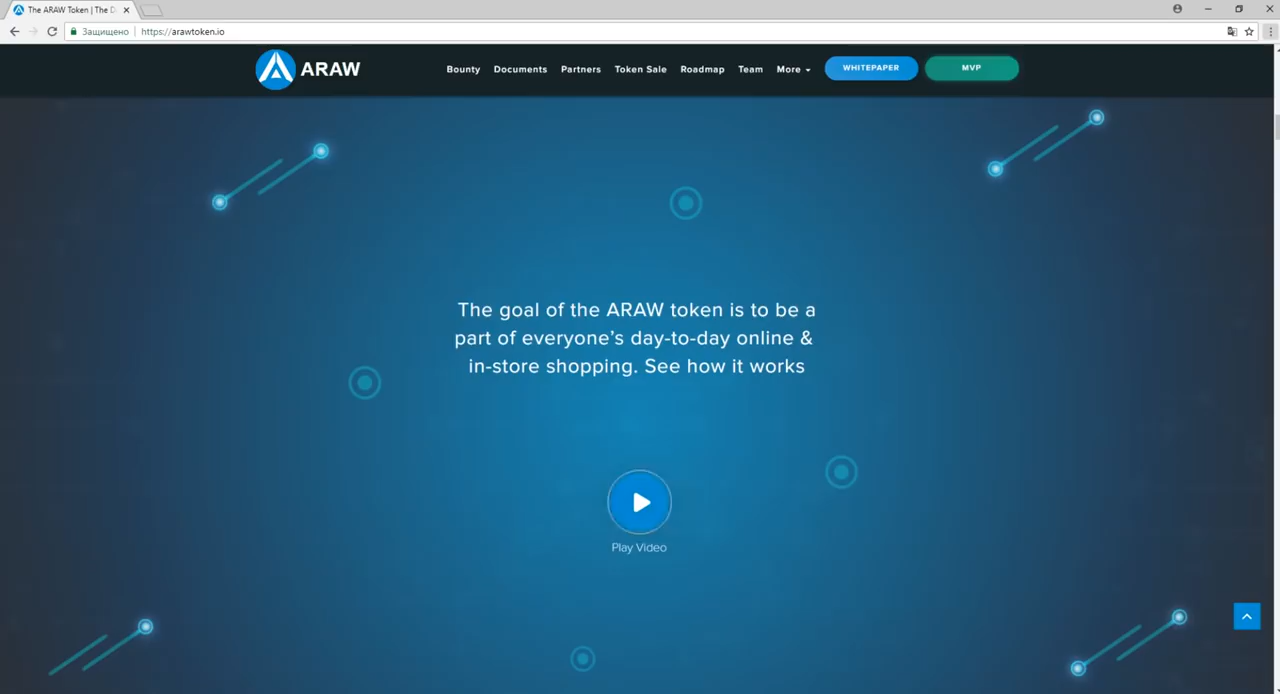 The ARAW Token | The D
Защищено
https://arawtoken.io
ARAW
Bounty
Documents
Partners
Token Sale
Roadmap
Team
More
WHITEPAPER
MVP
The goal of the ARAW token is to be a
part of everyone’s day-to-day online &
in-store shopping. See how it works
Play Video